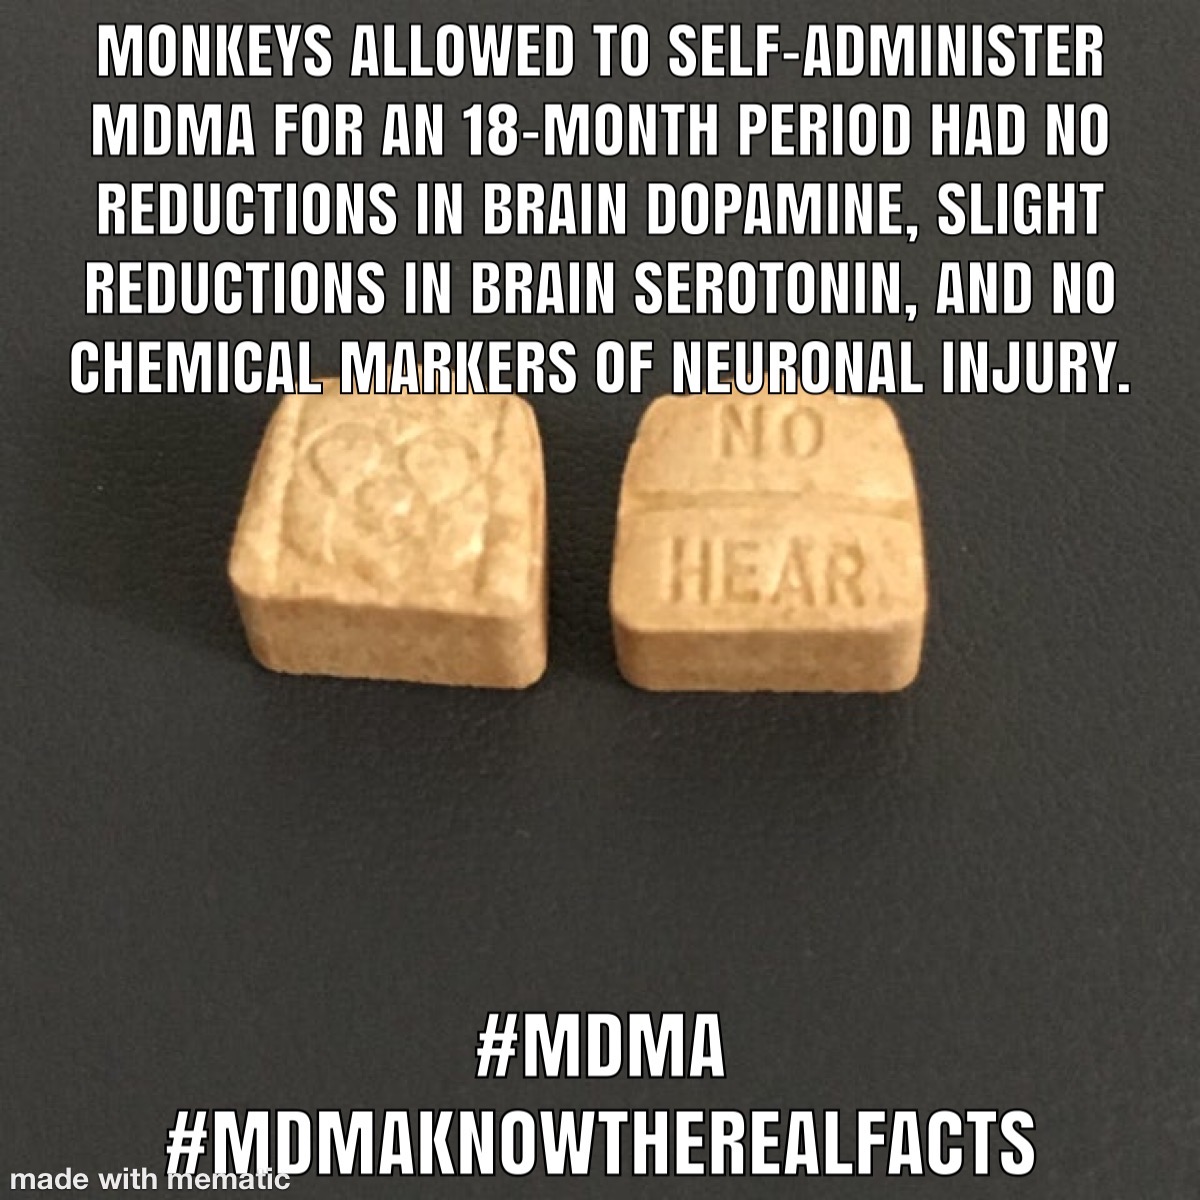 MONKEYS ALLOWED TO SELF-ADMINISTER
MDMA FOR AN 18-MONTH PERIOD HAD NO
REDUCTIONS IN BRAIN DOPAMINE, SLIGHT
REDUCTIONS IN BRAIN SEROTONIN, AND NO
CHEMICAL MARKERS OF NEURONAL INJURY.
NO
HEAR
#MDMA
#MDMAKNOWTHEREALFACTS
made with mematic